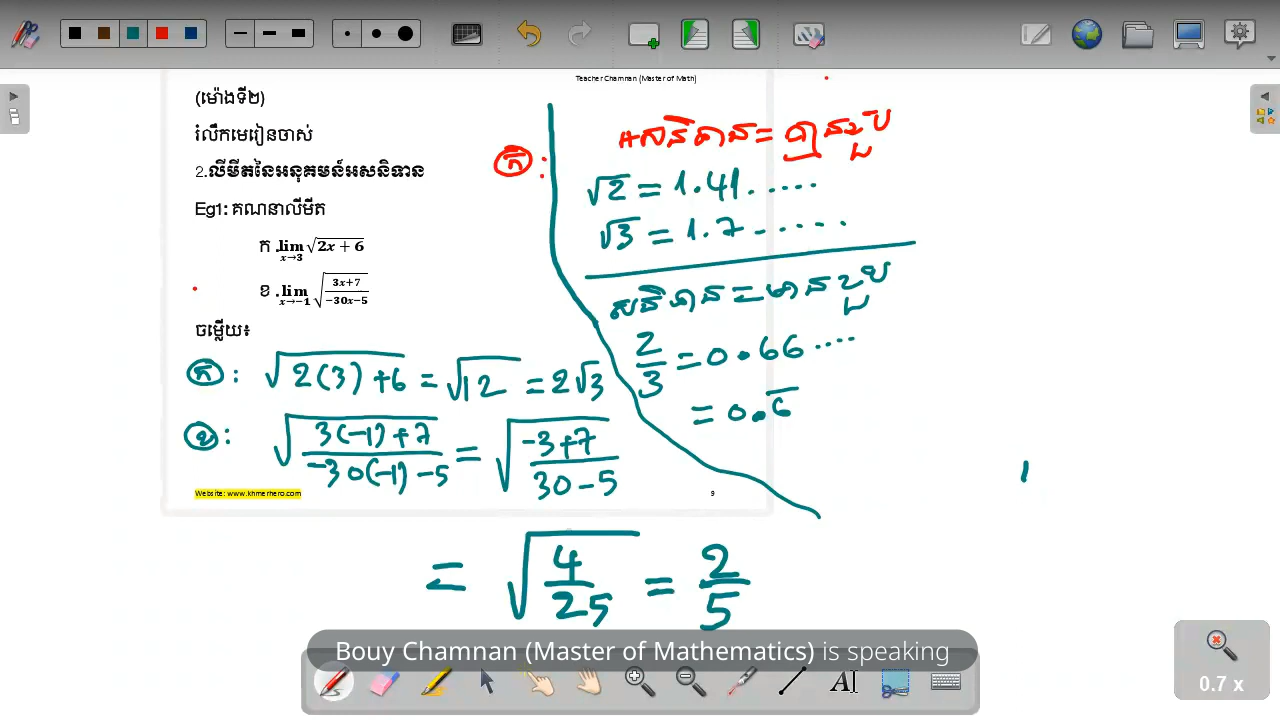 Teacher Chamnan (Master of Math)
(ម៉ោងទី២)
រំលឹកមេរៀនចាស់
2.លីមីតនៃអនុគមន៍អសនិទាន
Eg1: គណនាលីមីត
ក .lim x→3 √(2x + 6)
ខ .lim x→−1 √((3x+7)/(−30x−5))
ចម្លើយ៖
ក : √(2(3)+6) = √12 = 2√3
ខ : √((3(-1)+7)/(-30(-1)-5)) = √((-3+7)/(30-5))
= √(4/25) = 2/5
Website: www.khmerhero.com
9
ក :
អសនិទាន = គ្មានខួប
√2 = 1.41.....
√3 = 1.7......
សនិទាន = មានខួប
2/3 = 0.66....
= 0.6̅
Bouy Chamnan (Master of Mathematics) is speaking
A
0.7 x